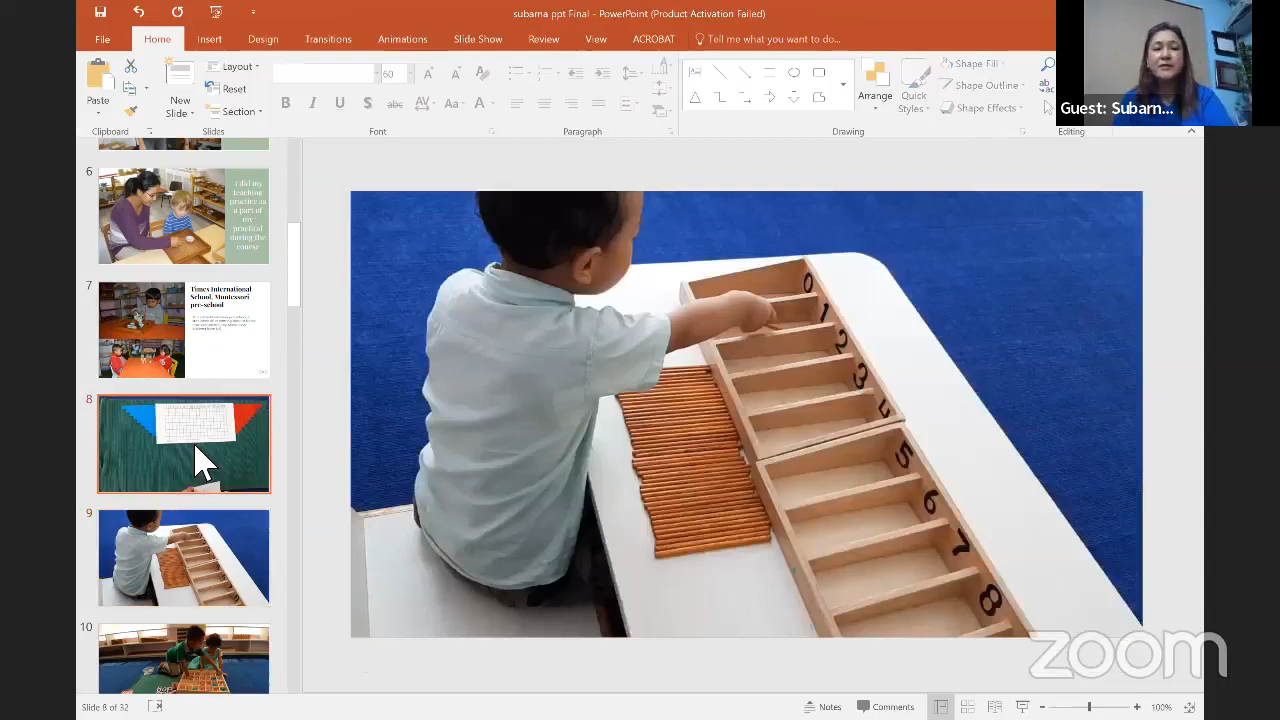 subarna ppt Final - PowerPoint (Product Activation Failed)
File Home Insert Design Transitions Animations Slide Show Review View ACROBAT Tell me what you want to do...
Paste
New
Slide
Layout
Reset
Section
60
B I U S abc AV Aa A
Arrange
Quick
Styles
Shape Fill
Shape Outline
Shape Effects
Clipboard Slides Font Paragraph Drawing Editing
Guest: Subarn...
6
I did my
teaching
practice as
a part of
my
practical
during the
course
7
Times International
School, Montessori
pre-school
8
9
10
0
1
2
3
5
6
7
8
zoom
Slide 8 of 32
Notes Comments 100%